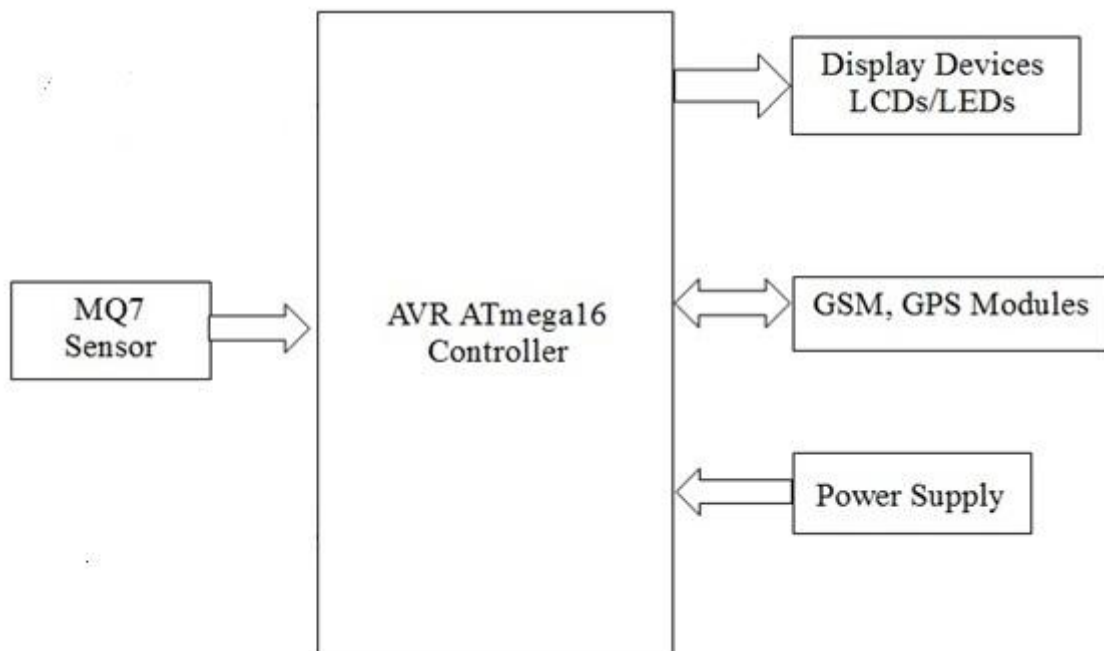 Display Devices
LCDs/LEDs
MQ7
Sensor
AVR ATmega16
Controller
GSM, GPS Modules
Power Supply